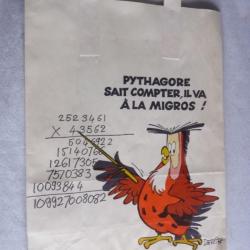 PYTHAGORE
SAIT COMPTER, IL VA
À LA MIGROS !
2523461
X 43562
5046922
15140766
12617305
7570383
10093844
109927008082